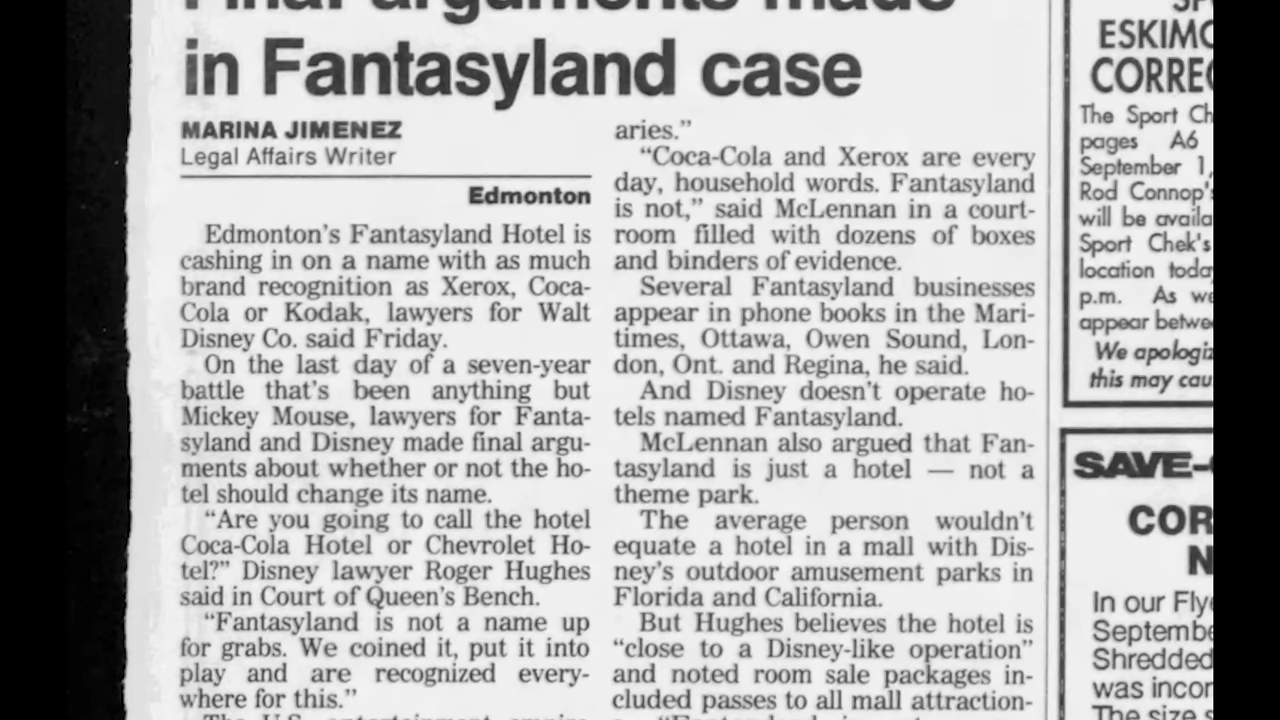 Final arguments made
in Fantasyland case
MARINA JIMENEZ
Legal Affairs Writer
Edmonton
Edmonton's Fantasyland Hotel is
cashing in on a name with as much
brand recognition as Xerox, Coca-
Cola or Kodak, lawyers for Walt
Disney Co. said Friday.
On the last day of a seven-year
battle that's been anything but
Mickey Mouse, lawyers for Fanta-
syland and Disney made final argu-
ments about whether or not the ho-
tel should change its name.
“Are you going to call the hotel
Coca-Cola Hotel or Chevrolet Ho-
tel?” Disney lawyer Roger Hughes
said in Court of Queen's Bench.
“Fantasyland is not a name up
for grabs. We coined it, put it into
play and are recognized every-
where for this.”
aries.”
“Coca-Cola and Xerox are every
day, household words. Fantasyland
is not,” said McLennan in a court-
room filled with dozens of boxes
and binders of evidence.
Several Fantasyland businesses
appear in phone books in the Mari-
times, Ottawa, Owen Sound, Lon-
don, Ont. and Regina, he said.
And Disney doesn't operate ho-
tels named Fantasyland.
McLennan also argued that Fan-
tasyland is just a hotel — not a
theme park.
The average person wouldn't
equate a hotel in a mall with Dis-
ney's outdoor amusement parks in
Florida and California.
But Hughes believes the hotel is
“close to a Disney-like operation”
and noted room sale packages in-
cluded passes to all mall attraction-
ESKIMO
CORREC
The Sport Ch
pages A6
September 1,
Rod Connop's
will be availa
Sport Chek's
location toda
p.m. As we
appear betwe
We apologiz
this may cau
SAVE-
COR
N
In our Flye
Septembe
Shredded
was incor
The size s